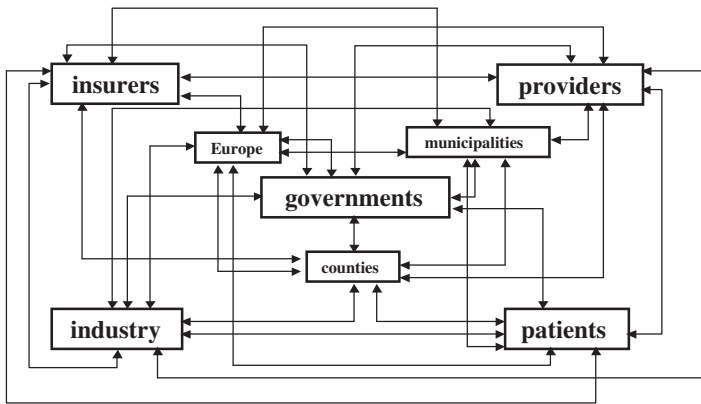 insurers
providers
Europe
municipalities
governments
counties
industry
patients